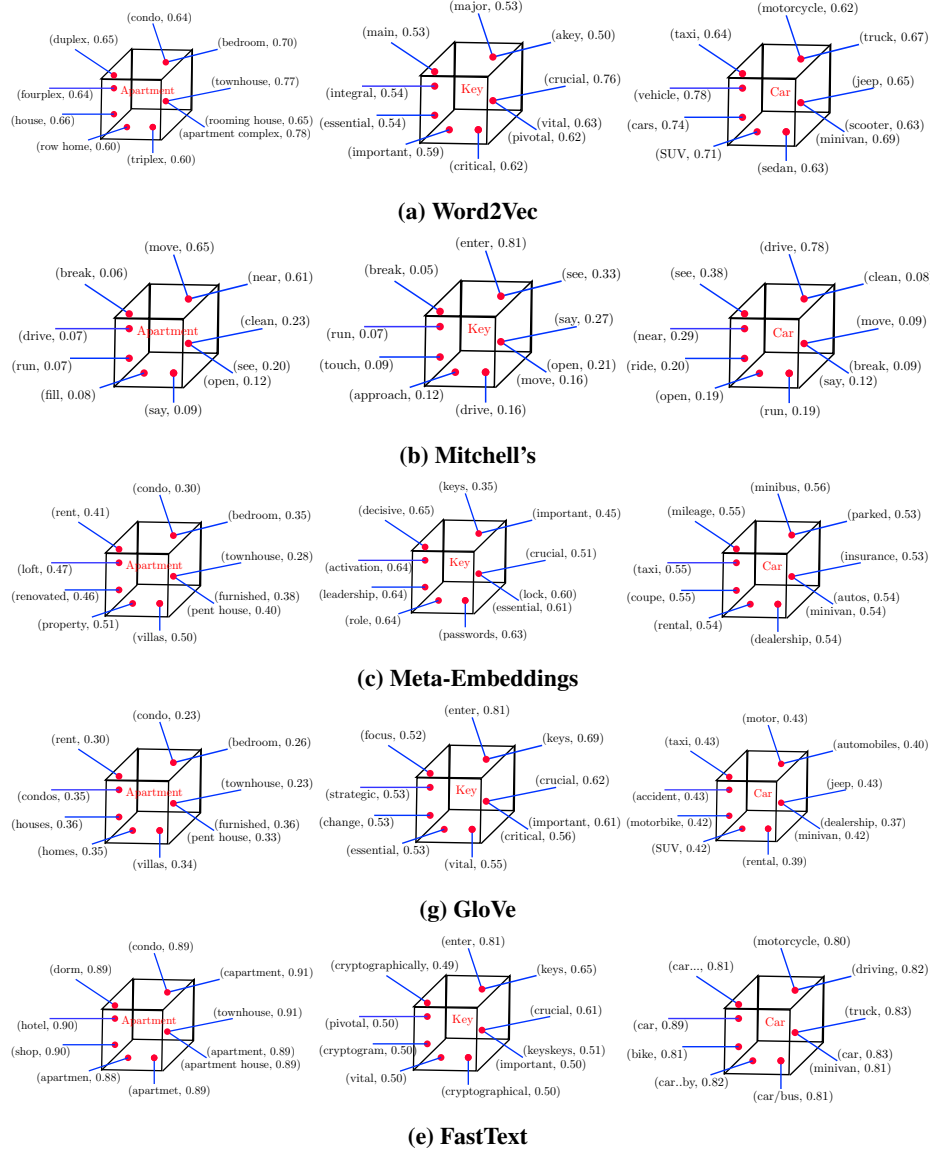 (condo, 0.64)
(duplex, 0.65)
(bedroom, 0.70)
(fourplex, 0.64)
Apartment
(townhouse, 0.77)
(house, 0.66)
(rooming house, 0.65)
(apartment complex, 0.78)
(row home, 0.60)
(triplex, 0.60)
(major, 0.53)
(main, 0.53)
(akey, 0.50)
(integral, 0.54)
Key
(crucial, 0.76)
(essential, 0.54)
(vital, 0.63)
(pivotal, 0.62)
(important, 0.59)
(critical, 0.62)
(motorcycle, 0.62)
(taxi, 0.64)
(truck, 0.67)
(vehicle, 0.78)
Car
(jeep, 0.65)
(cars, 0.74)
(scooter, 0.63)
(minivan, 0.69)
(SUV, 0.71)
(sedan, 0.63)
(a) Word2Vec
(move, 0.65)
(break, 0.06)
(near, 0.61)
(drive, 0.07)
Apartment
(clean, 0.23)
(run, 0.07)
(see, 0.20)
(open, 0.12)
(fill, 0.08)
(say, 0.09)
(enter, 0.81)
(break, 0.05)
(see, 0.33)
(run, 0.07)
Key
(say, 0.27)
(touch, 0.09)
(open, 0.21)
(move, 0.16)
(approach, 0.12)
(drive, 0.16)
(drive, 0.78)
(see, 0.38)
(clean, 0.08
(near, 0.29)
Car
(move, 0.09)
(ride, 0.20)
(break, 0.09)
(say, 0.12)
(open, 0.19)
(run, 0.19)
(b) Mitchell's
(condo, 0.30)
(rent, 0.41)
(bedroom, 0.35)
(loft, 0.47)
Apartment
(townhouse, 0.28)
(renovated, 0.46)
(furnished, 0.38)
(pent house, 0.40)
(property, 0.51)
(villas, 0.50)
(keys, 0.35)
(decisive, 0.65)
(important, 0.45)
(activation, 0.64)
Key
(crucial, 0.51)
(leadership, 0.64)
(lock, 0.60)
(essential, 0.61)
(role, 0.64)
(passwords, 0.63)
(minibus, 0.56)
(mileage, 0.55)
(parked, 0.53)
(taxi, 0.55)
Car
(insurance, 0.53)
(coupe, 0.55)
(autos, 0.54)
(minivan, 0.54)
(rental, 0.54)
(dealership, 0.54)
(c) Meta-Embeddings
(condo, 0.23)
(rent, 0.30)
(bedroom, 0.26)
(condos, 0.35)
Apartment
(townhouse, 0.23)
(houses, 0.36)
(furnished, 0.36)
(pent house, 0.33)
(homes, 0.35)
(villas, 0.34)
(enter, 0.81)
(focus, 0.52)
(keys, 0.69)
(strategic, 0.53)
Key
(crucial, 0.62)
(change, 0.53)
(important, 0.61)
(critical, 0.56)
(essential, 0.53)
(vital, 0.55)
(motor, 0.43)
(taxi, 0.43)
(automobiles, 0.40)
(accident, 0.43)
Car
(jeep, 0.43)
(motorbike, 0.42)
(dealership, 0.37)
(minivan, 0.42)
(SUV, 0.42)
(rental, 0.39)
(g) GloVe
(condo, 0.89)
(dorm, 0.89)
(capartment, 0.91)
(hotel, 0.90)
Apartment
(townhouse, 0.91)
(shop, 0.90)
(apartment, 0.89)
(apartment house, 0.89)
(apartmen, 0.88)
(apartmet, 0.89)
(enter, 0.81)
(cryptographically, 0.49)
(keys, 0.65)
(pivotal, 0.50)
Key
(crucial, 0.61)
(cryptogram, 0.50)
(keyskeys, 0.51)
(important, 0.50)
(vital, 0.50)
(cryptographical, 0.50)
(motorcycle, 0.80)
(car..., 0.81)
(driving, 0.82)
(car, 0.89)
Car
(truck, 0.83)
(bike, 0.81)
(car, 0.83)
(minivan, 0.81)
(car..by, 0.82)
(car/bus, 0.81)
(e) FastText